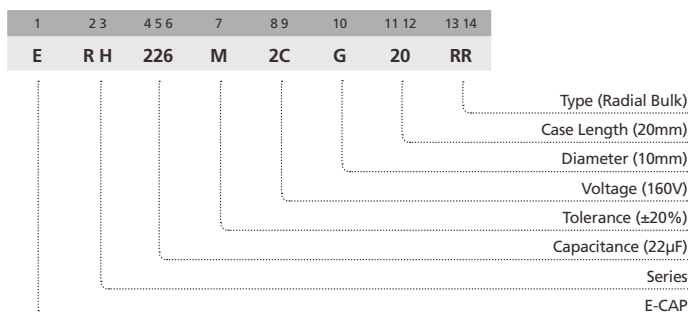 1 2 3 4 5 6 7 8 9 10 11 12 13 14
E R H 226 M 2C G 20 RR
Type (Radial Bulk)
Case Length (20mm)
Diameter (10mm)
Voltage (160V)
Tolerance (±20%)
Capacitance (22µF)
Series
E-CAP